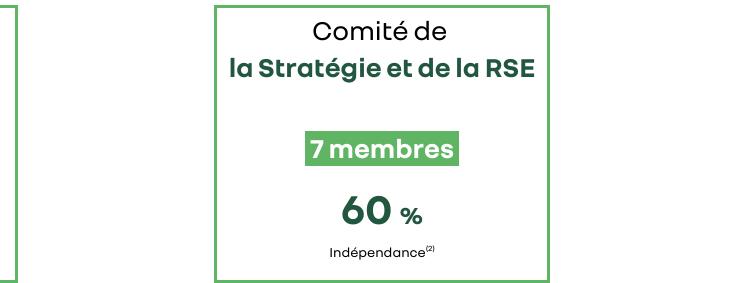 Comité de
la Stratégie et de la RSE
7 membres
60 %
Indépendance(2)